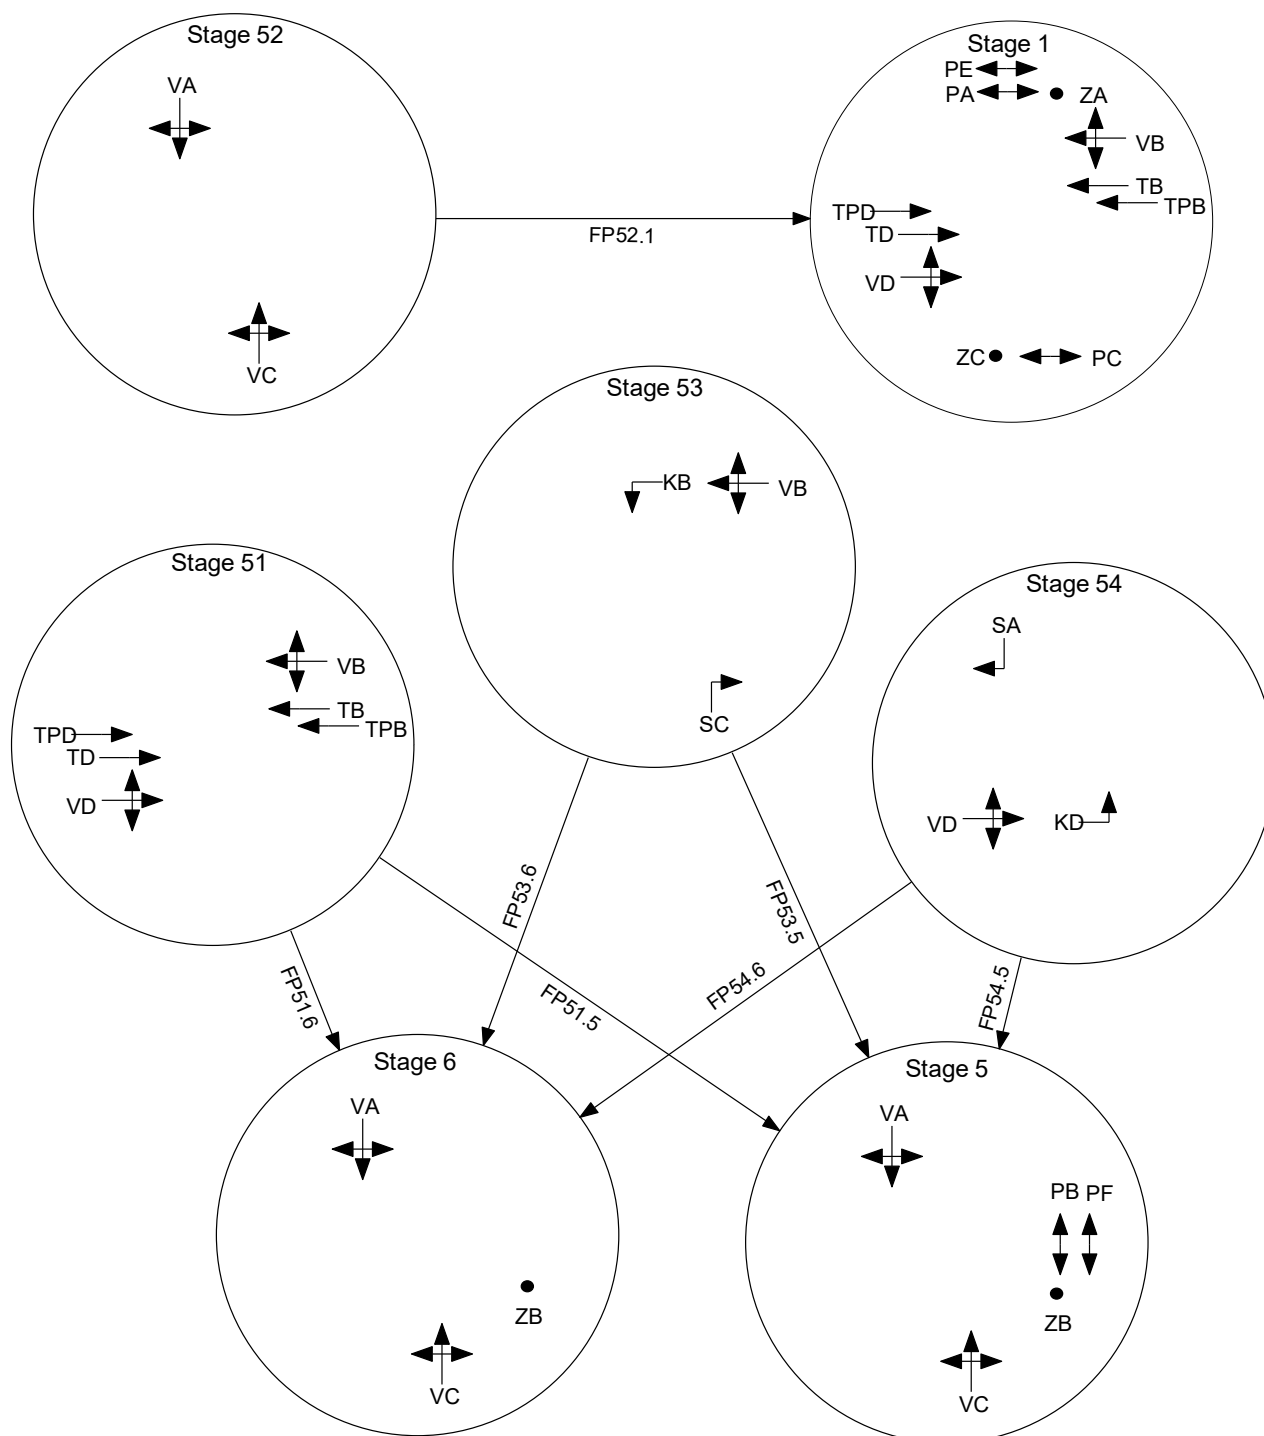 Stage 52
VA
VC
FP52.1
Stage 1
PE
PA
ZA
VB
TB
TPB
TPD
TD
VD
ZC
PC
Stage 53
KB
VB
SC
Stage 51
VB
TB
TPB
TPD
TD
VD
Stage 54
SA
VD
KD
FP53.6
FP53.5
FP51.6
FP51.5
FP54.6
FP54.5
Stage 6
VA
ZB
VC
Stage 5
VA
PB PF
ZB
VC